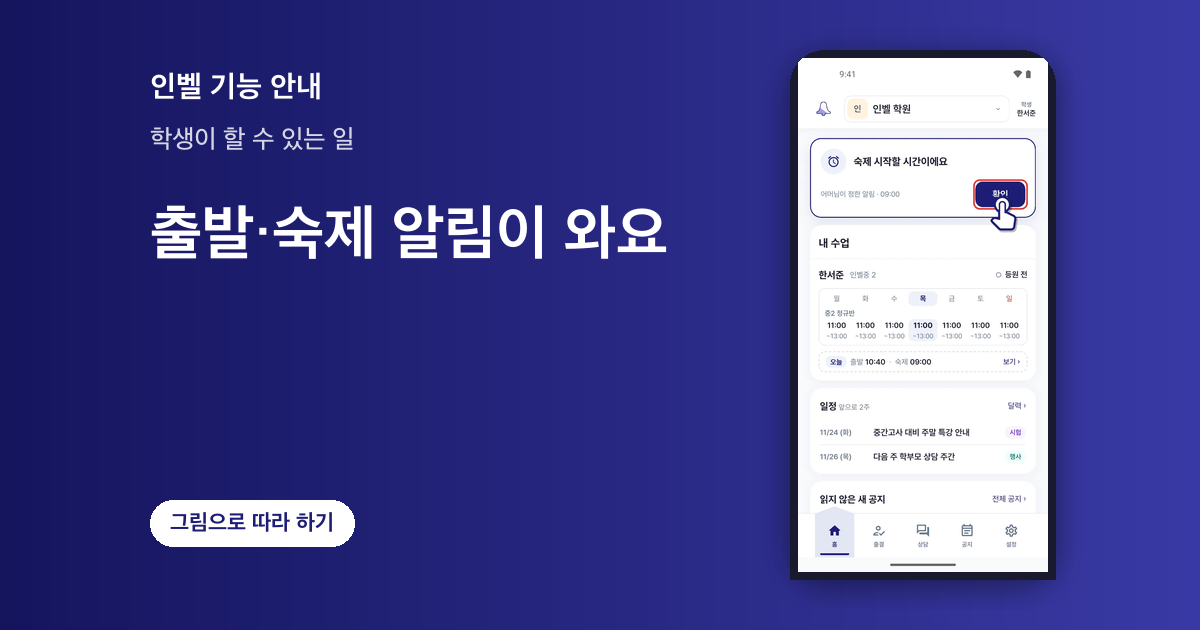 인벨 기능 안내
학생이 할 수 있는 일
출발·숙제 알림이 와요
그림으로 따라 하기
9:41
인 인벨 학원
학생
한서준
숙제 시작할 시간이에요
어머님이 정한 알림 · 09:00
확인
내 수업
한서준 인벨중 2 등원 전
월 화 수 목 금 토 일
중2 정규반
11:00 11:00 11:00 11:00 11:00 11:00 11:00
~13:00 ~13:00 ~13:00 ~13:00 ~13:00 ~13:00 ~13:00
오늘 출발 10:40 · 숙제 09:00 보기 ›
일정 앞으로 2주 달력 ›
11/24 (화) 중간고사 대비 주말 특강 안내 시험
11/26 (목) 다음 주 학부모 상담 주간 행사
읽지 않은 새 공지 전체 공지 ›
홈 출결 상담 공지 설정